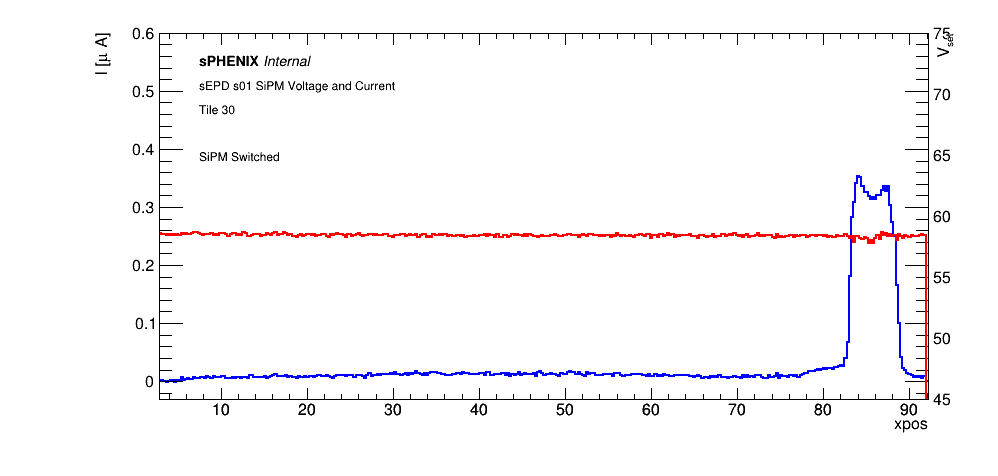 0.6
0.5
0.4
0.3
0.2
0.1
0
I [μ A]
sPHENIX Internal
sEPD s01 SiPM Voltage and Current
Tile 30
SiPM Switched
75
70
65
60
55
50
45
Vset
10 20 30 40 50 60 70 80 90
xpos